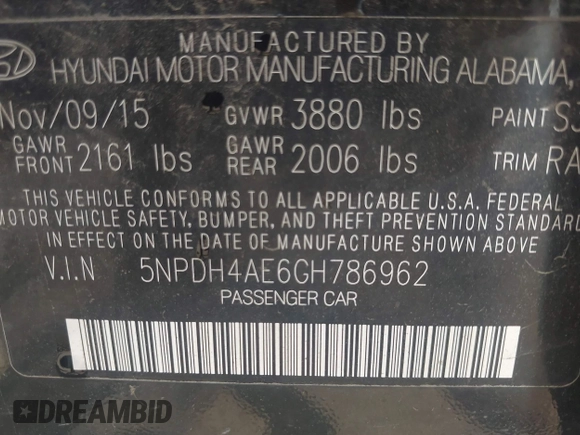 MANUFACTURED BY
HYUNDAI MOTOR MANUFACTURING ALABAMA,
Nov/09/15 GVWR 3880 lbs PAINT
GAWR FRONT 2161 lbs GAWR REAR 2006 lbs TRIM RA
THIS VEHICLE CONFORMS TO ALL APPLICABLE U.S.A. FEDERAL
MOTOR VEHICLE SAFETY, BUMPER, AND THEFT PREVENTION STANDARD
IN EFFECT ON THE DATE OF MANUFACTURE SHOWN ABOVE
V.I.N 5NPDH4AE6GH786962
PASSENGER CAR
DREAMBID